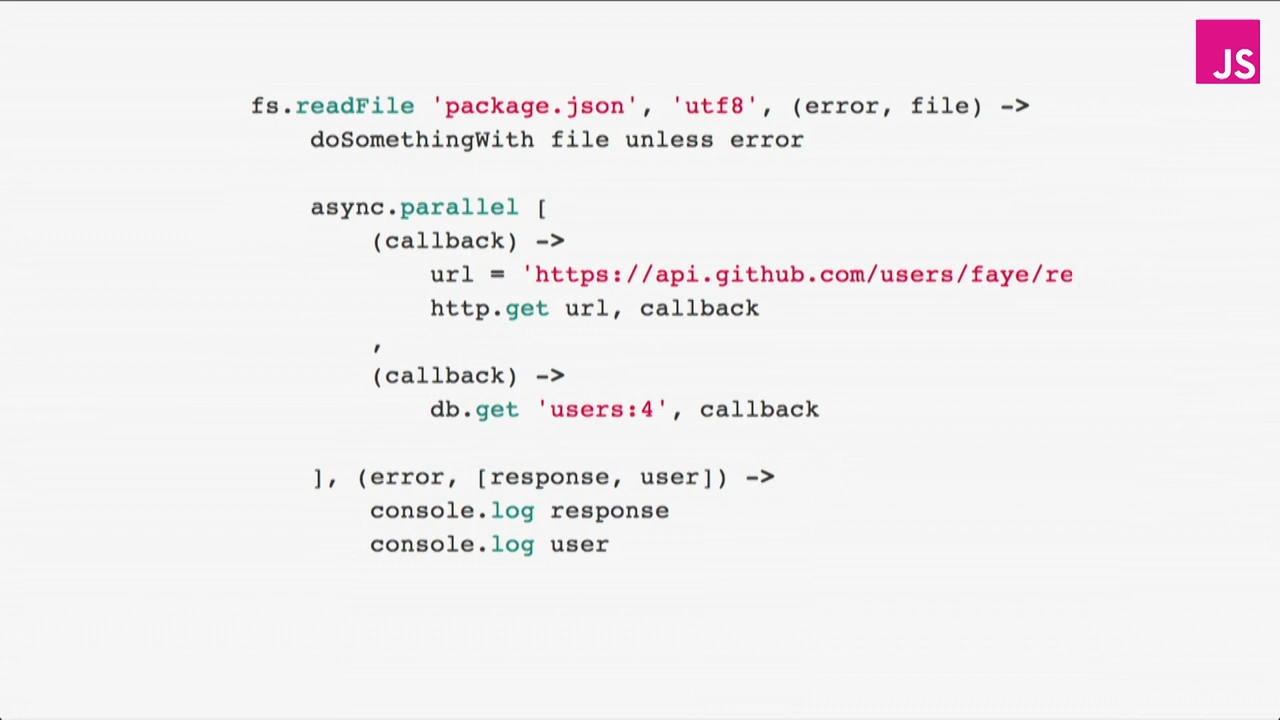 JS
fs.readFile 'package.json', 'utf8', (error, file) ->
doSomethingWith file unless error
async.parallel [
(callback) ->
url = 'https://api.github.com/users/faye/re
http.get url, callback
,
(callback) ->
db.get 'users:4', callback
], (error, [response, user]) ->
console.log response
console.log user